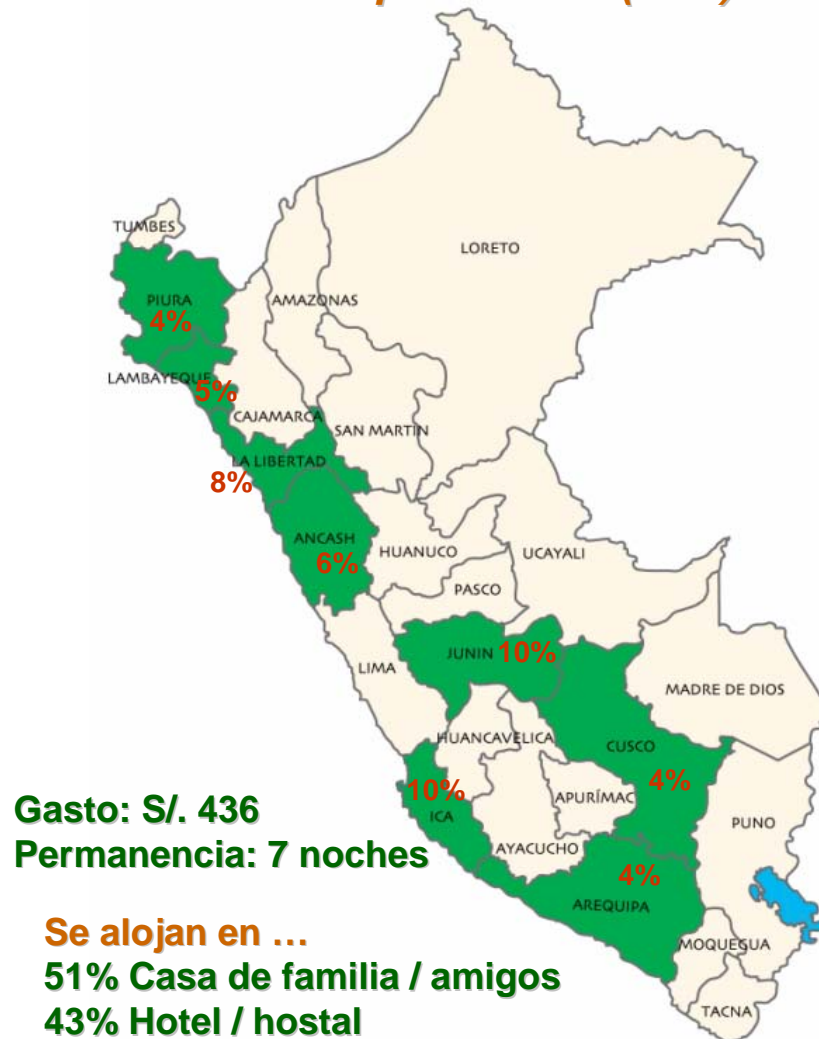 TUMBES
LORETO
PIURA
AMAZONAS
4%
LAMBAYEQUE
5%
CAJAMARCA
SAN MARTIN
LA LIBERTAD
8%
ANCASH
HUANUCO
UCAYALI
6%
PASCO
JUNIN 10%
LIMA
MADRE DE DIOS
HUANCAVELICA
CUSCO
4%
10%
APURÍMAC
ICA
PUNO
AYACUCHO
4%
AREQUIPA
MOQUEGUA
TACNA
Gasto: S/. 436
Permanencia: 7 noches
Se alojan en ...
51% Casa de familia / amigos
43% Hotel / hostal